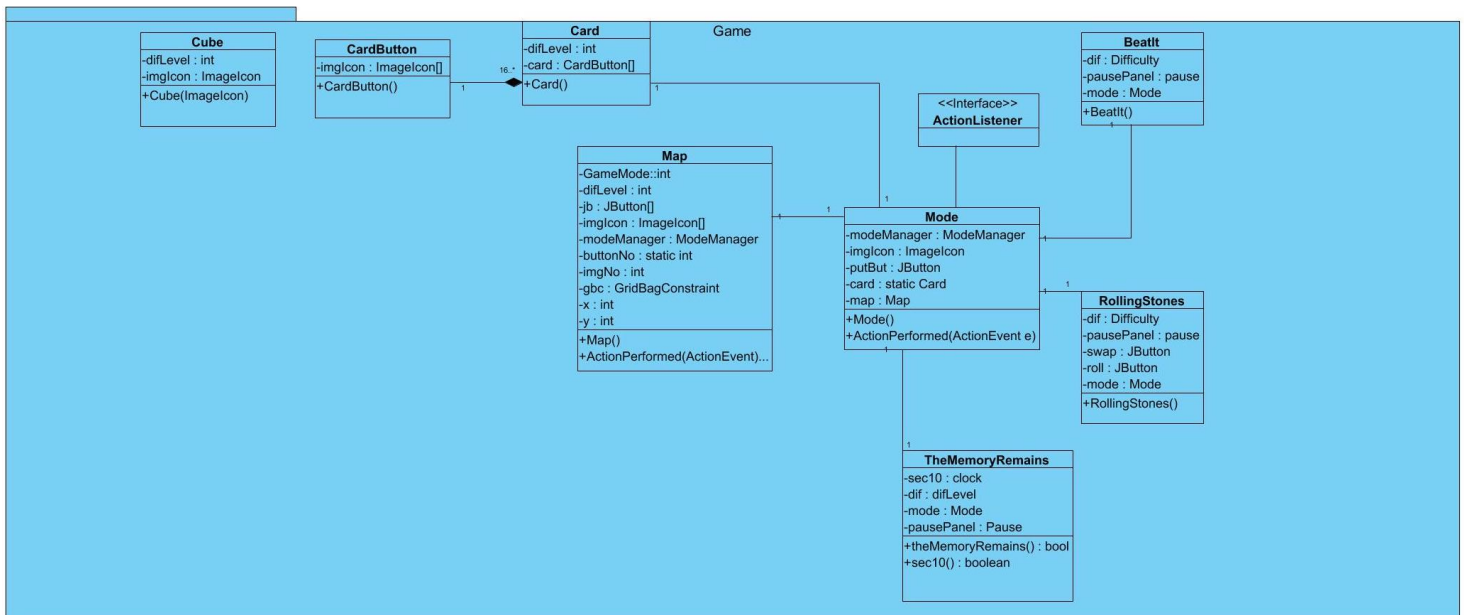 Game
Cube
-difLevel : int
-imgIcon : ImageIcon
+Cube(ImageIcon)
CardButton
-imgIcon : ImageIcon[]
+CardButton()
1
16..*
Card
-difLevel : int
-card : CardButton[]
+Card()
1
1
<<Interface>>
ActionListener
BeatIt
-dif : Difficulty
-pausePanel : pause
-mode : Mode
+BeatIt()
1
1
Map
-GameMode::int
-difLevel : int
-jb : JButton[]
-imgIcon : ImageIcon[]
-modeManager : ModeManager
-buttonNo : static int
-imgNo : int
-gbc : GridBagConstraint
-x : int
-y : int
+Map()
+ActionPerformed(ActionEvent)...
1
1
Mode
-modeManager : ModeManager
-imgIcon : ImageIcon
-putBut : JButton
-card : static Card
-map : Map
+Mode()
+ActionPerformed(ActionEvent e)
1
1
RollingStones
-dif : Difficulty
-pausePanel : pause
-swap : JButton
-roll : JButton
-mode : Mode
+RollingStones()
1
1
TheMemoryRemains
-sec10 : clock
-dif : difLevel
-mode : Mode
-pausePanel : Pause
+theMemoryRemains() : bool
+sec10() : boolean